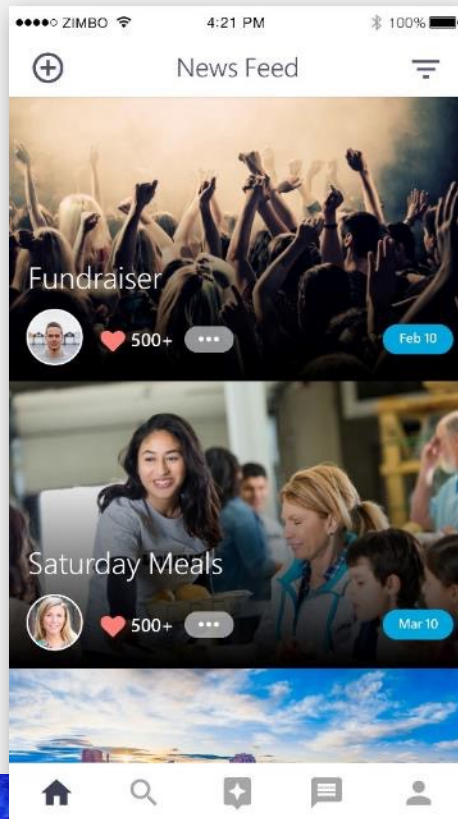 ZIMBO 4:21 PM 100%
News Feed
Fundraiser
500+ Feb 10
Saturday Meals
500+ Mar 10